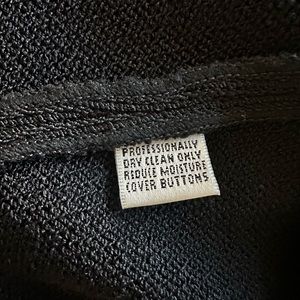 PROFESSIONALLY
DRY CLEAN ONLY
REDUCE MOISTURE
COVER BUTTONS